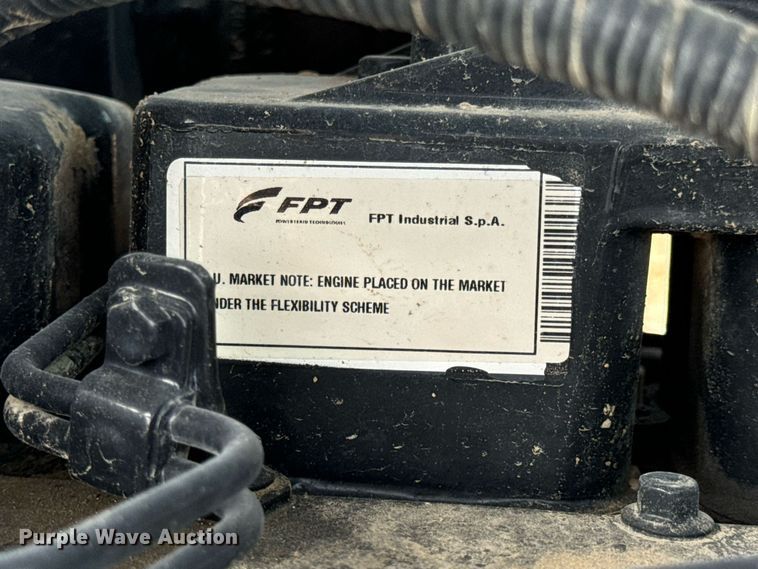 FPT
POWERTRAIN TECHNOLOGIES
FPT Industrial S.p.A.
U. MARKET NOTE: ENGINE PLACED ON THE MARKET
NDER THE FLEXIBILITY SCHEME
Purple Wave Auction